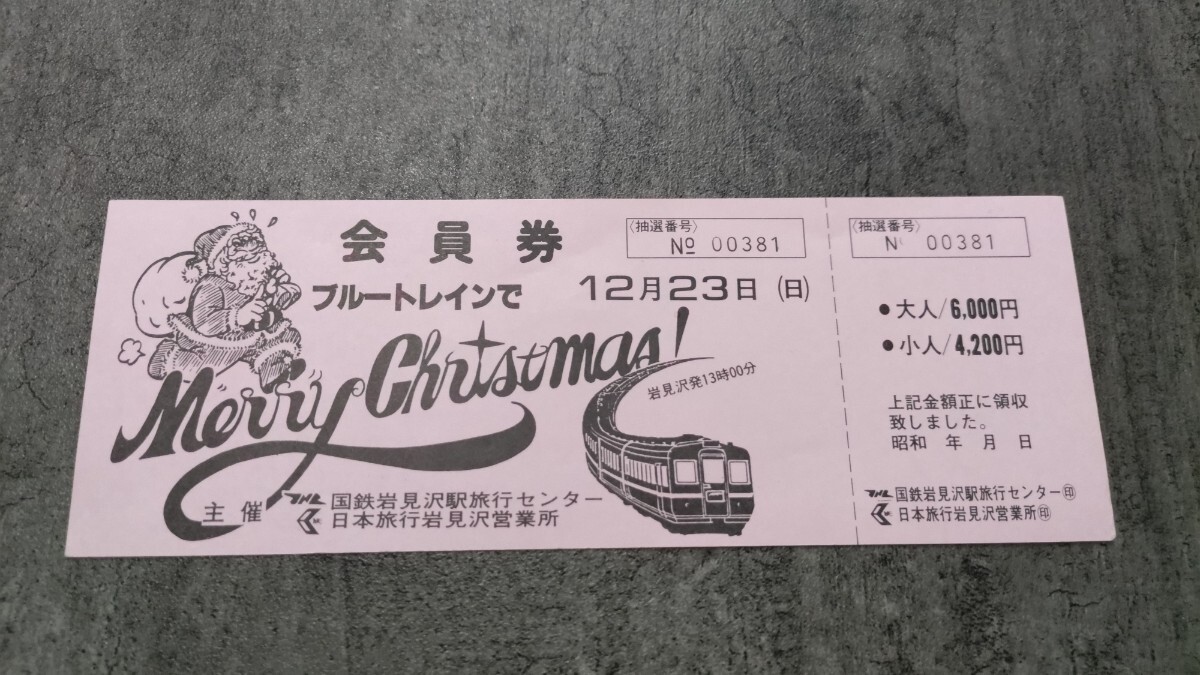 会員券
〈抽選番号〉
№ 00381
ブルートレインで
12月23日 (日)
Merry Christmas!
岩見沢発13時00分
主催
TiNL 国鉄岩見沢駅旅行センター
日本旅行岩見沢営業所
〈抽選番号〉
N 00381
●大人/6,000円
●小人/4,200円
上記金額正に領収
致しました。
昭和 年 月 日
国鉄岩見沢駅旅行センター㊞
日本旅行岩見沢営業所㊞